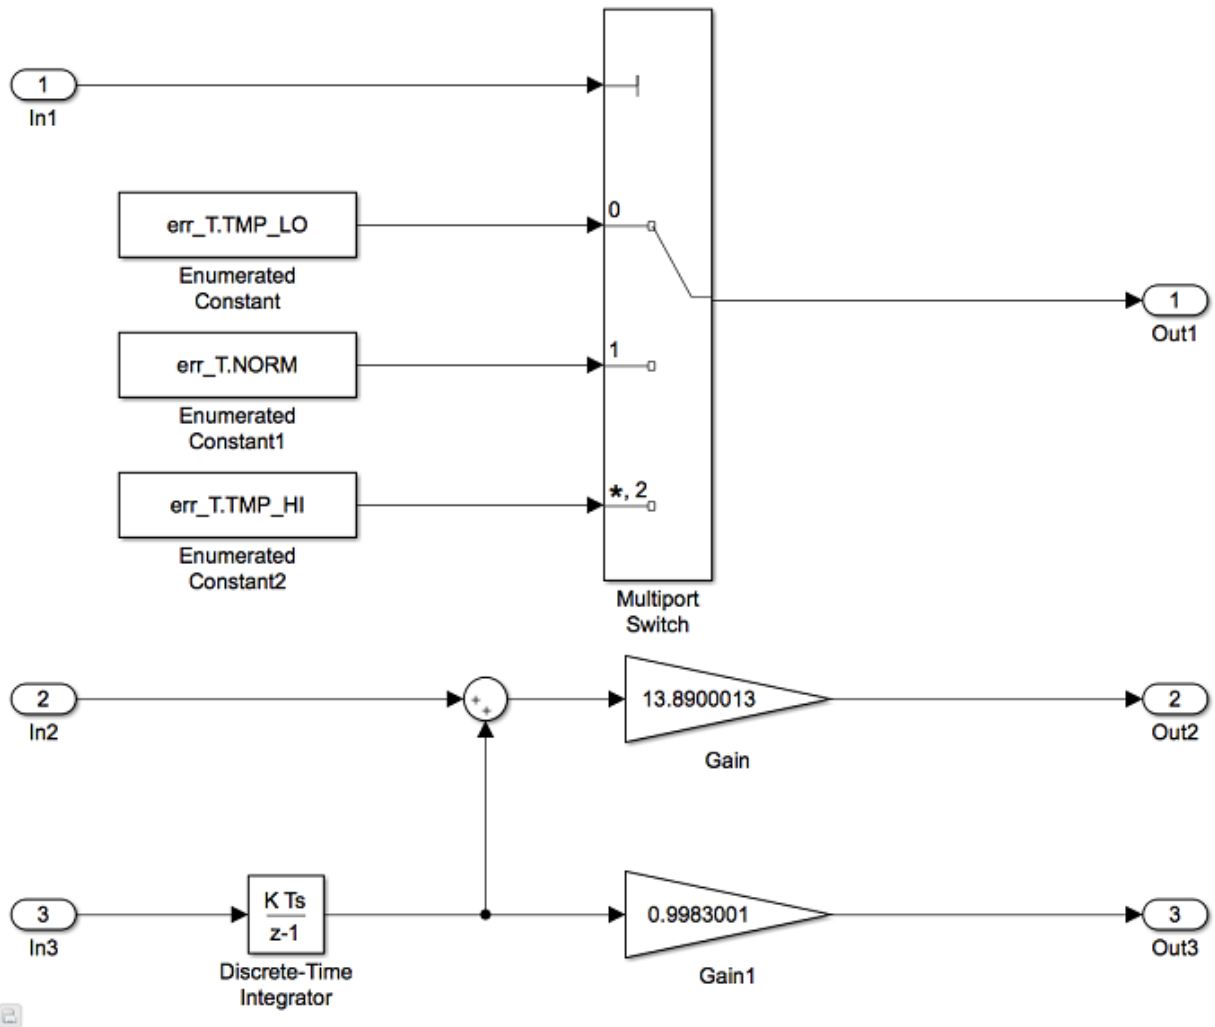 1
In1
err_T.TMP_LO
0
Enumerated
Constant
1
Out1
err_T.NORM
1
Enumerated
Constant1
err_T.TMP_HI
*, 2
Enumerated
Constant2
Multiport
Switch
2
In2
+
+
13.8900013
Gain
2
Out2
3
In3
K Ts
z-1
Discrete-Time
Integrator
0.9983001
Gain1
3
Out3